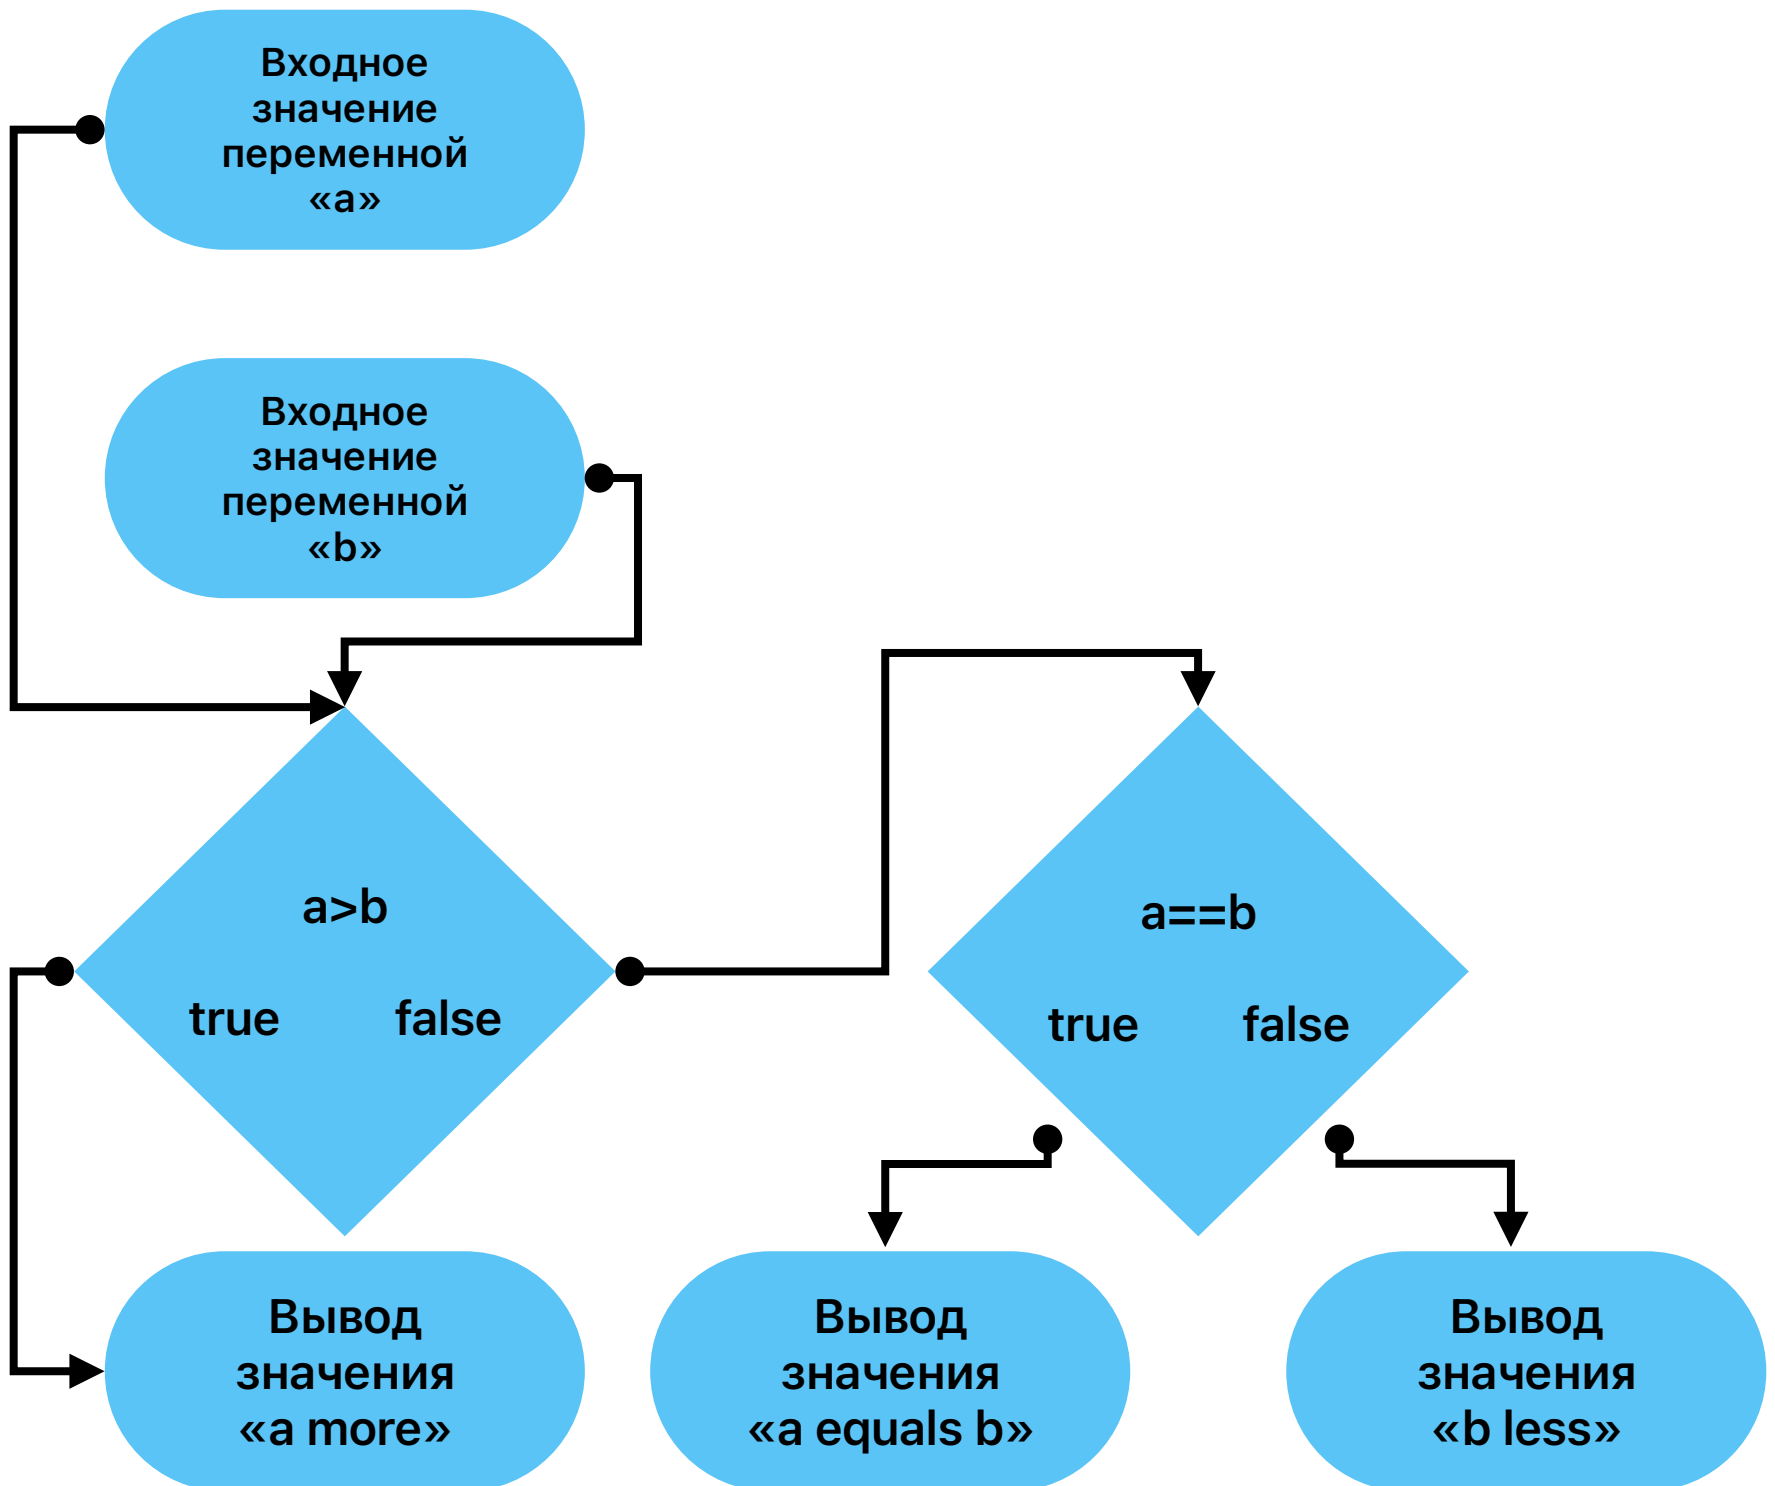 Входное
значение
переменной
«a»
Входное
значение
переменной
«b»
a>b
true false
a==b
true false
Вывод
значения
«a more»
Вывод
значения
«a equals b»
Вывод
значения
«b less»